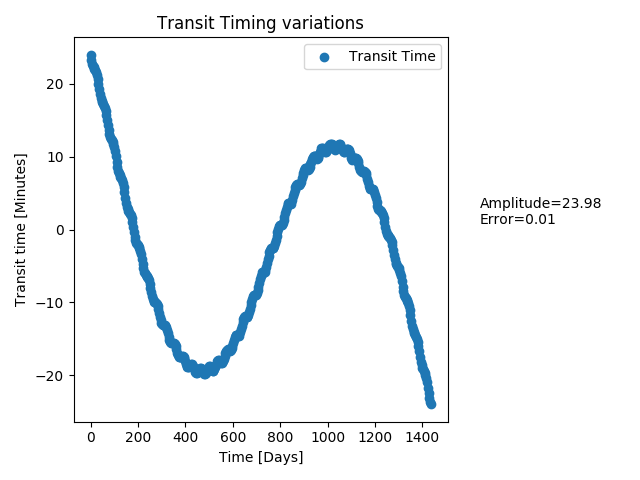 Transit Timing variations
Transit Time
Transit time [Minutes]
20
10
0
−10
−20
0 200 400 600 800 1000 1200 1400
Time [Days]
Amplitude=23.98
Error=0.01